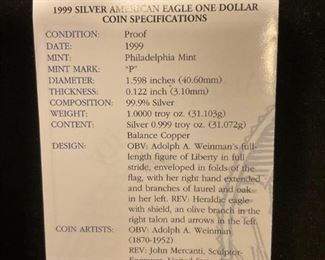 1999 SILVER AMERICAN EAGLE ONE DOLLAR
COIN SPECIFICATIONS
CONDITION: Proof
DATE: 1999
MINT: Philadelphia Mint
MINT MARK: "P"
DIAMETER: 1.598 inches (40.60mm)
THICKNESS: 0.122 inch (3.10mm)
COMPOSITION: 99.9% Silver
WEIGHT: 1.0000 troy oz. (31.103g)
CONTENT: Silver 0.999 troy oz. (31.072g)
Balance Copper
DESIGN: OBV: Adolph A. Weinman's full-
length figure of Liberty in full
stride, enveloped in folds of the
flag, with her right hand extended
and branches of laurel and oak
in her left. REV: Heraldic eagle
with shield, an olive branch in the
right talon and arrows in the left.
COIN ARTISTS: OBV: Adolph A. Weinman
(1870-1952)
REV: John Mercanti, Sculptor-